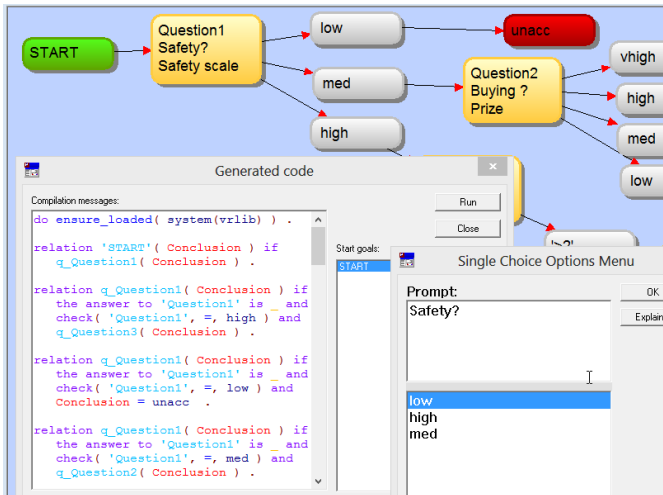 START
Question1
Safety?
Safety scale
low
med
high
unacc
Question2
Buying ?
Prize
vhigh
high
med
low
'>2'
Generated code
Compilation messages:
do ensure_loaded( system(vrlib) ) .
relation 'START'( Conclusion ) if
q_Question1( Conclusion ) .
relation q_Question1( Conclusion ) if
the answer to 'Question1' is _ and
check( 'Question1', =, high ) and
q_Question3( Conclusion ) .
relation q_Question1( Conclusion ) if
the answer to 'Question1' is _ and
check( 'Question1', =, low ) and
Conclusion = unacc .
relation q_Question1( Conclusion ) if
the answer to 'Question1' is _ and
check( 'Question1', =, med ) and
q_Question2( Conclusion ) .
Run
Close
Start goals:
START
Single Choice Options Menu
Prompt:
Safety?
OK
Explain
low
high
med